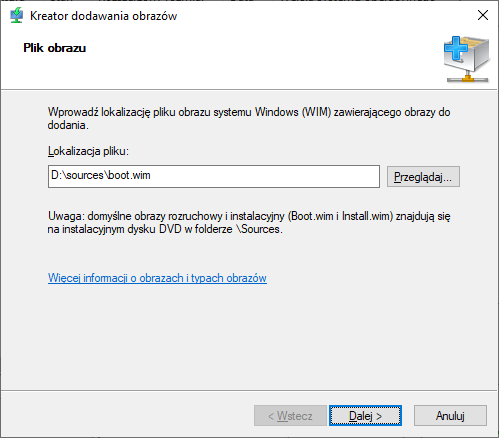 Kreator dodawania obrazów
Plik obrazu
Wprowadź lokalizację pliku obrazu systemu Windows (WIM) zawierającego obrazy do
dodania.
Lokalizacja pliku:
D:\sources\boot.wim
Przeglądaj...
Uwaga: domyślne obrazy rozruchowy i instalacyjny (Boot.wim i Install.wim) znajdują się
na instalacyjnym dysku DVD w folderze \Sources.
Więcej informacji o obrazach i typach obrazów
< Wstecz
Dalej >
Anuluj